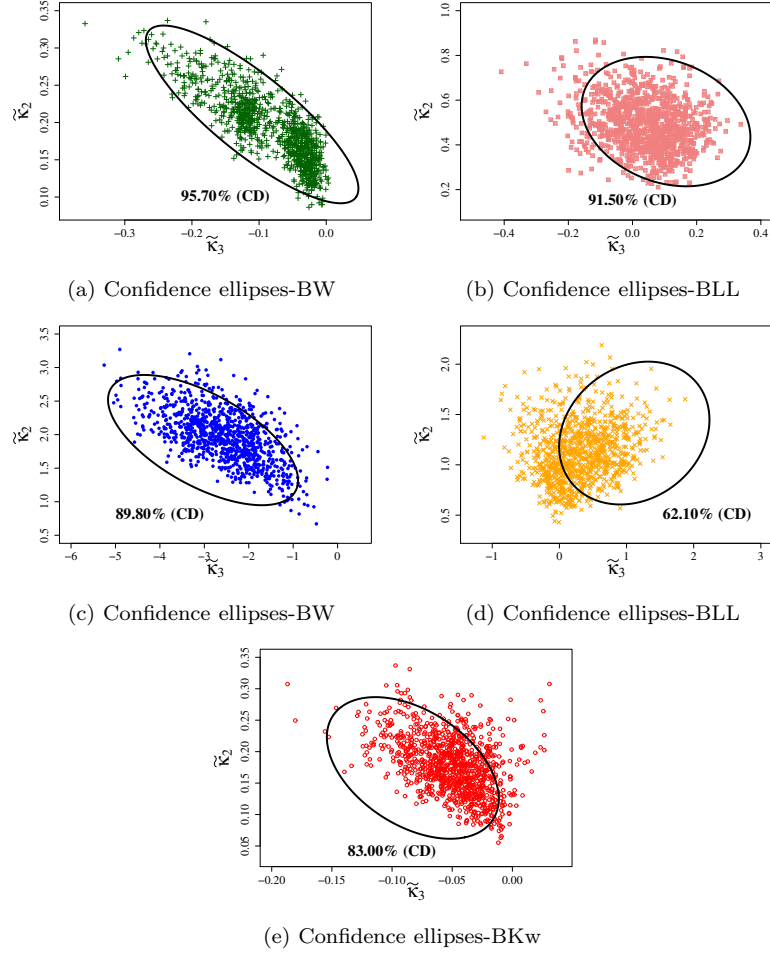 0.35
0.30
0.25
0.20
0.15
0.10
κ̃₂
95.70% (CD)
−0.3 −0.2 −0.1 0.0
κ̃₃
(a) Confidence ellipses-BW
1.0
0.8
0.6
0.4
0.2
κ̃₂
91.50% (CD)
−0.4 −0.2 0.0 0.2 0.4
κ̃₃
(b) Confidence ellipses-BLL
3.5
3.0
2.5
2.0
1.5
1.0
0.5
κ̃₂
89.80% (CD)
−6 −5 −4 −3 −2 −1 0
κ̃₃
(c) Confidence ellipses-BW
2.0
1.5
1.0
0.5
κ̃₂
62.10% (CD)
−1 0 1 2 3
κ̃₃
(d) Confidence ellipses-BLL
0.35
0.30
0.25
0.20
0.15
0.10
0.05
κ̃₂
83.00% (CD)
−0.20 −0.15 −0.10 −0.05 0.00
κ̃₃
(e) Confidence ellipses-BKw